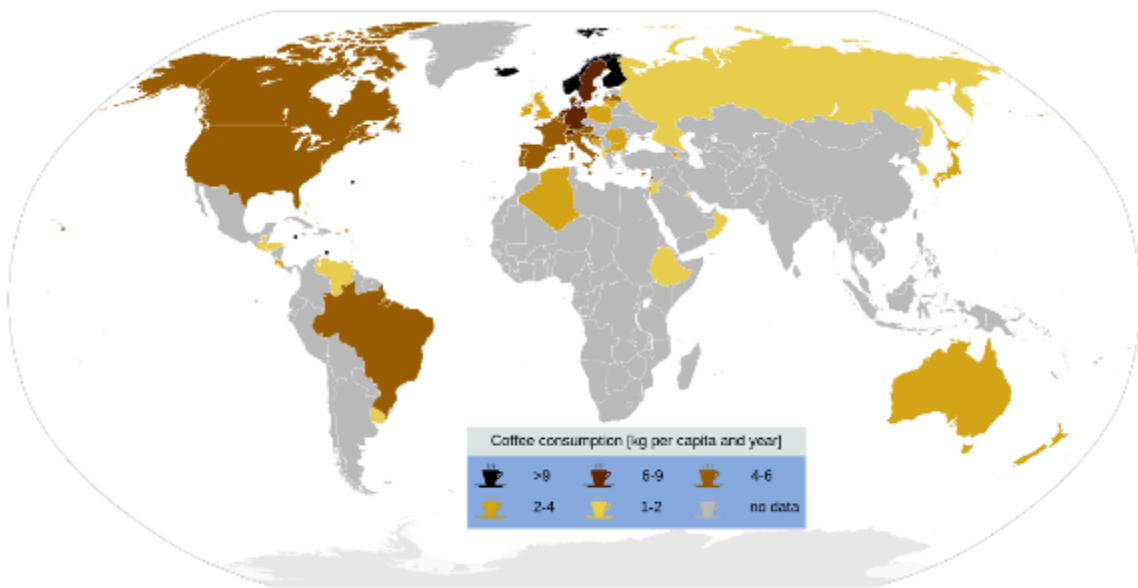 Coffee consumption [kg per capita and year]
>9 6-9 4-6
2-4 1-2 no data